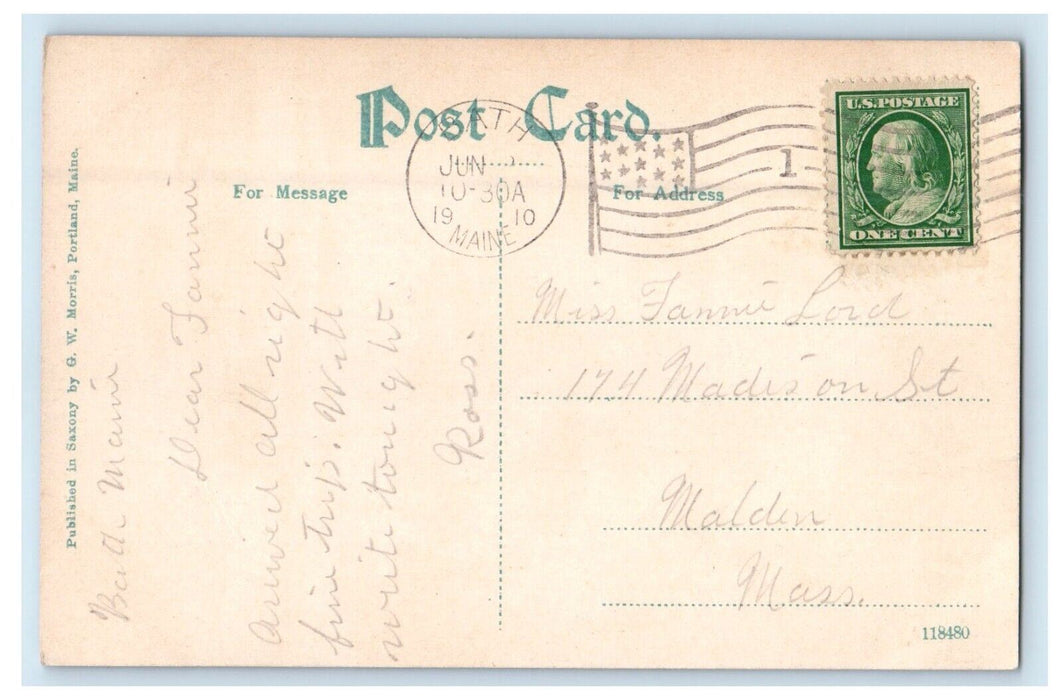 Post Card.
For Message
For Address
BATH
JUN
10-30A
19 10
MAINE
1
U.S. POSTAGE
ONE CENT
Published in Saxony by G. W. Morris, Portland, Maine.
Bath Maine
Dear Fannie
Arrived all right
fine trip. Will
write tonight.
Ross.
Miss Fannie Lord
174 Madison St
Malden
Mass.
118480